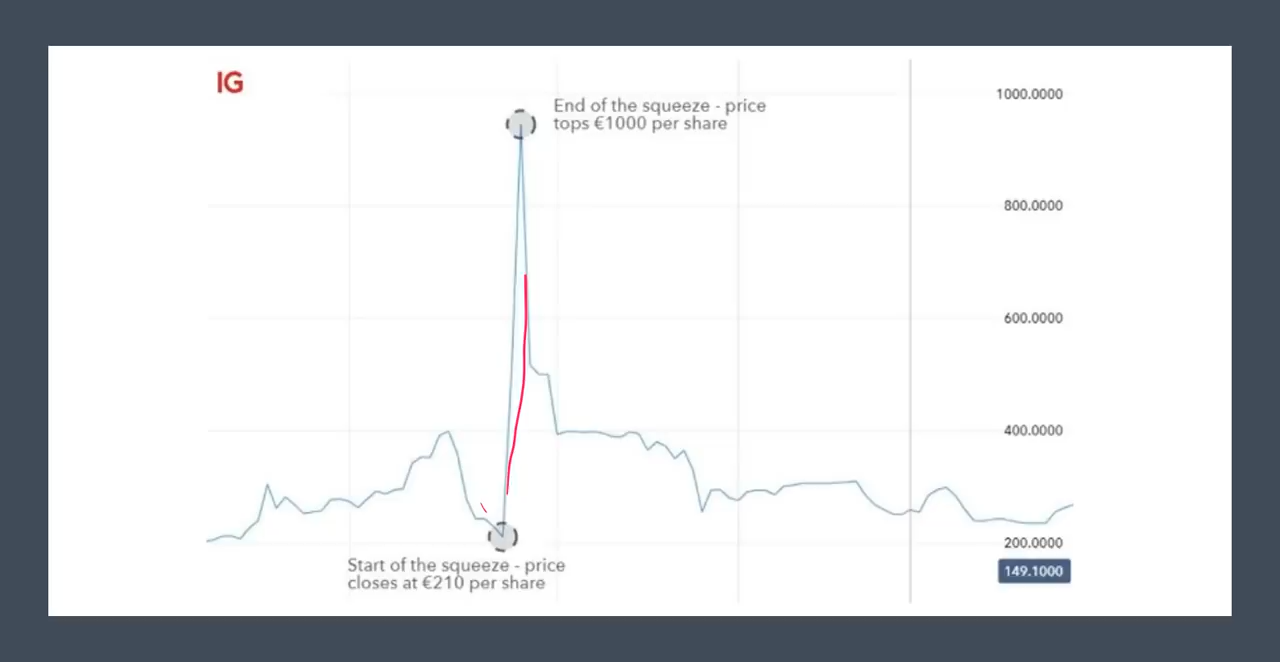 IG
End of the squeeze - price
tops €1000 per share
1000.0000
800.0000
600.0000
400.0000
200.0000
149.1000
Start of the squeeze - price
closes at €210 per share